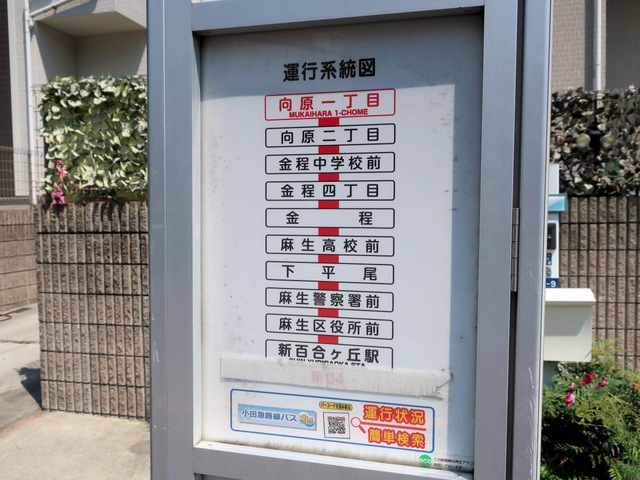 運行系統図
向原一丁目
MUKAIHARA 1-CHOME
向原二丁目
金程中学校前
金程四丁目
金程
麻生高校前
下平尾
麻生警察署前
麻生区役所前
新百合ヶ丘駅
小田急路線バス
運行状況
簡単検索
eco